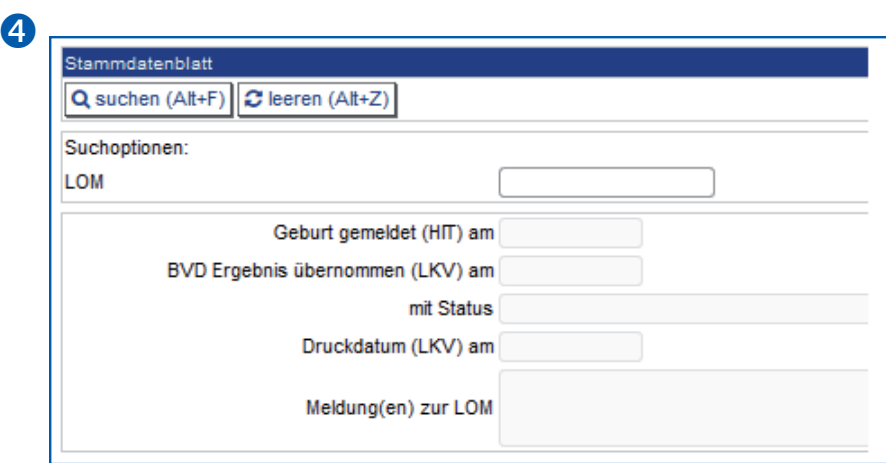 4
Stammdatenblatt
suchen (Alt+F) leeren (Alt+Z)
Suchoptionen:
LOM
Geburt gemeldet (HIT) am
BVD Ergebnis übernommen (LKV) am
mit Status
Druckdatum (LKV) am
Meldung(en) zur LOM